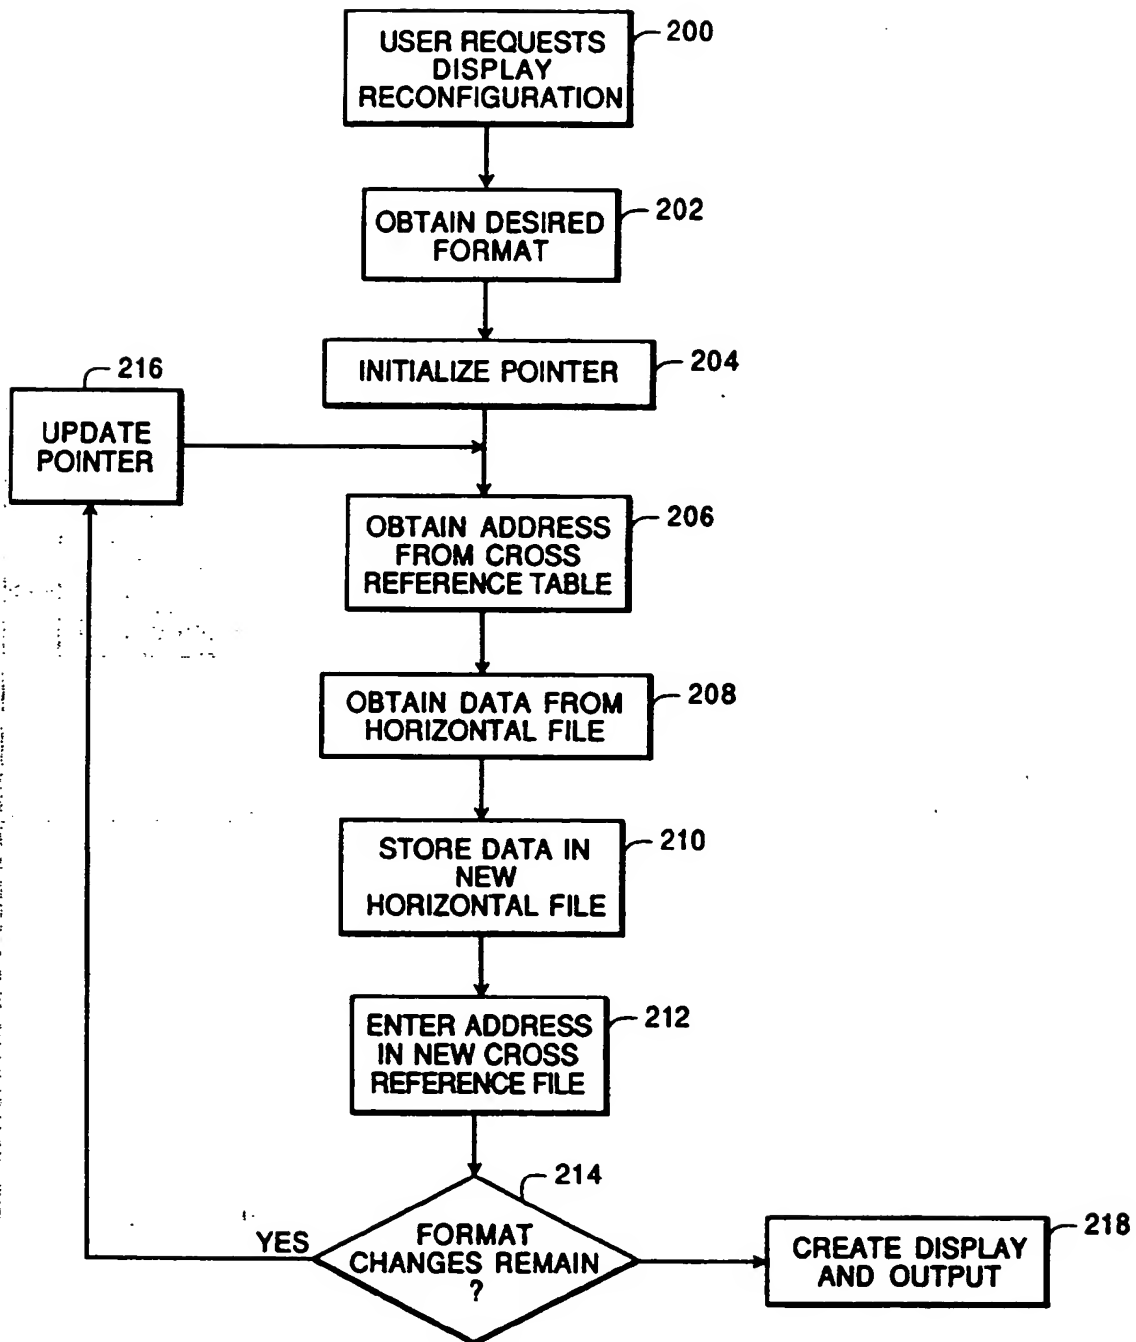 USER REQUESTS
DISPLAY
RECONFIGURATION
200
OBTAIN DESIRED
FORMAT
202
INITIALIZE POINTER
204
216
UPDATE
POINTER
OBTAIN ADDRESS
FROM CROSS
REFERENCE TABLE
206
OBTAIN DATA FROM
HORIZONTAL FILE
208
STORE DATA IN
NEW
HORIZONTAL FILE
210
ENTER ADDRESS
IN NEW CROSS
REFERENCE FILE
212
214
YES
FORMAT
CHANGES REMAIN
?
CREATE DISPLAY
AND OUTPUT
218